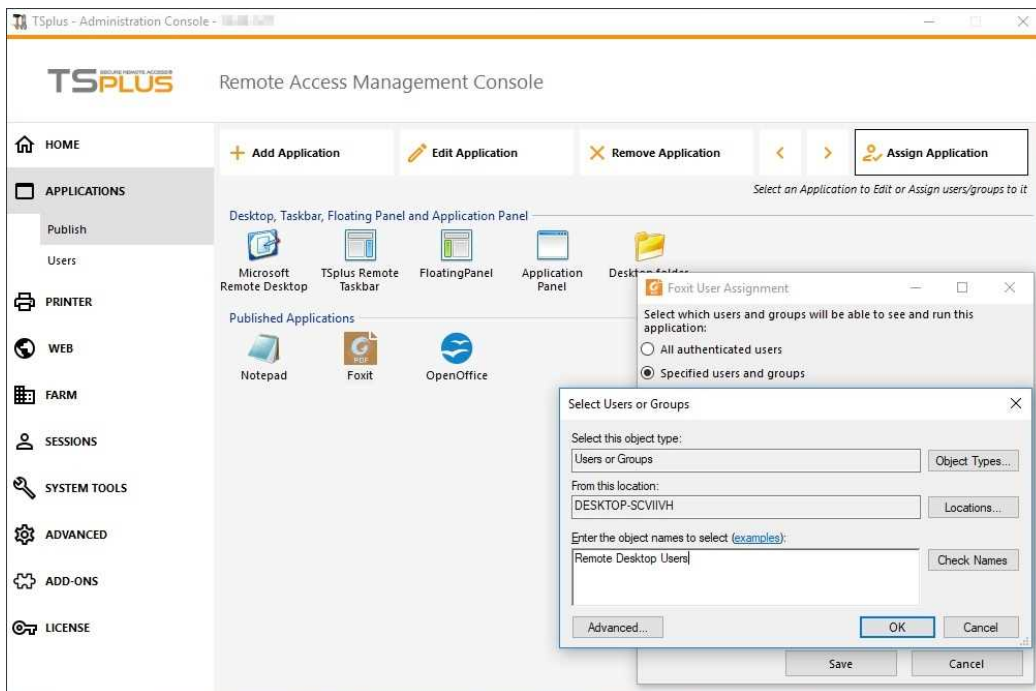 TSplus - Administration Console -
TSPLUS
SECURE REMOTE ACCESS
Remote Access Management Console
HOME
APPLICATIONS
Publish
Users
PRINTER
WEB
FARM
SESSIONS
SYSTEM TOOLS
ADVANCED
ADD-ONS
LICENSE
Add Application
Edit Application
Remove Application
Assign Application
Select an Application to Edit or Assign users/groups to it
Desktop, Taskbar, Floating Panel and Application Panel
Microsoft Remote Desktop
TSplus Remote Taskbar
FloatingPanel
Application Panel
Desktop folder
Published Applications
Notepad
PDF
Foxit
OpenOffice
Foxit User Assignment
Select which users and groups will be able to see and run this
application:
All authenticated users
Specified users and groups
Select Users or Groups
Select this object type:
Users or Groups
Object Types...
From this location:
DESKTOP-SCVIIVH
Locations...
Enter the object names to select (examples):
Remote Desktop Users
Check Names
Advanced...
OK
Cancel
Save
Cancel